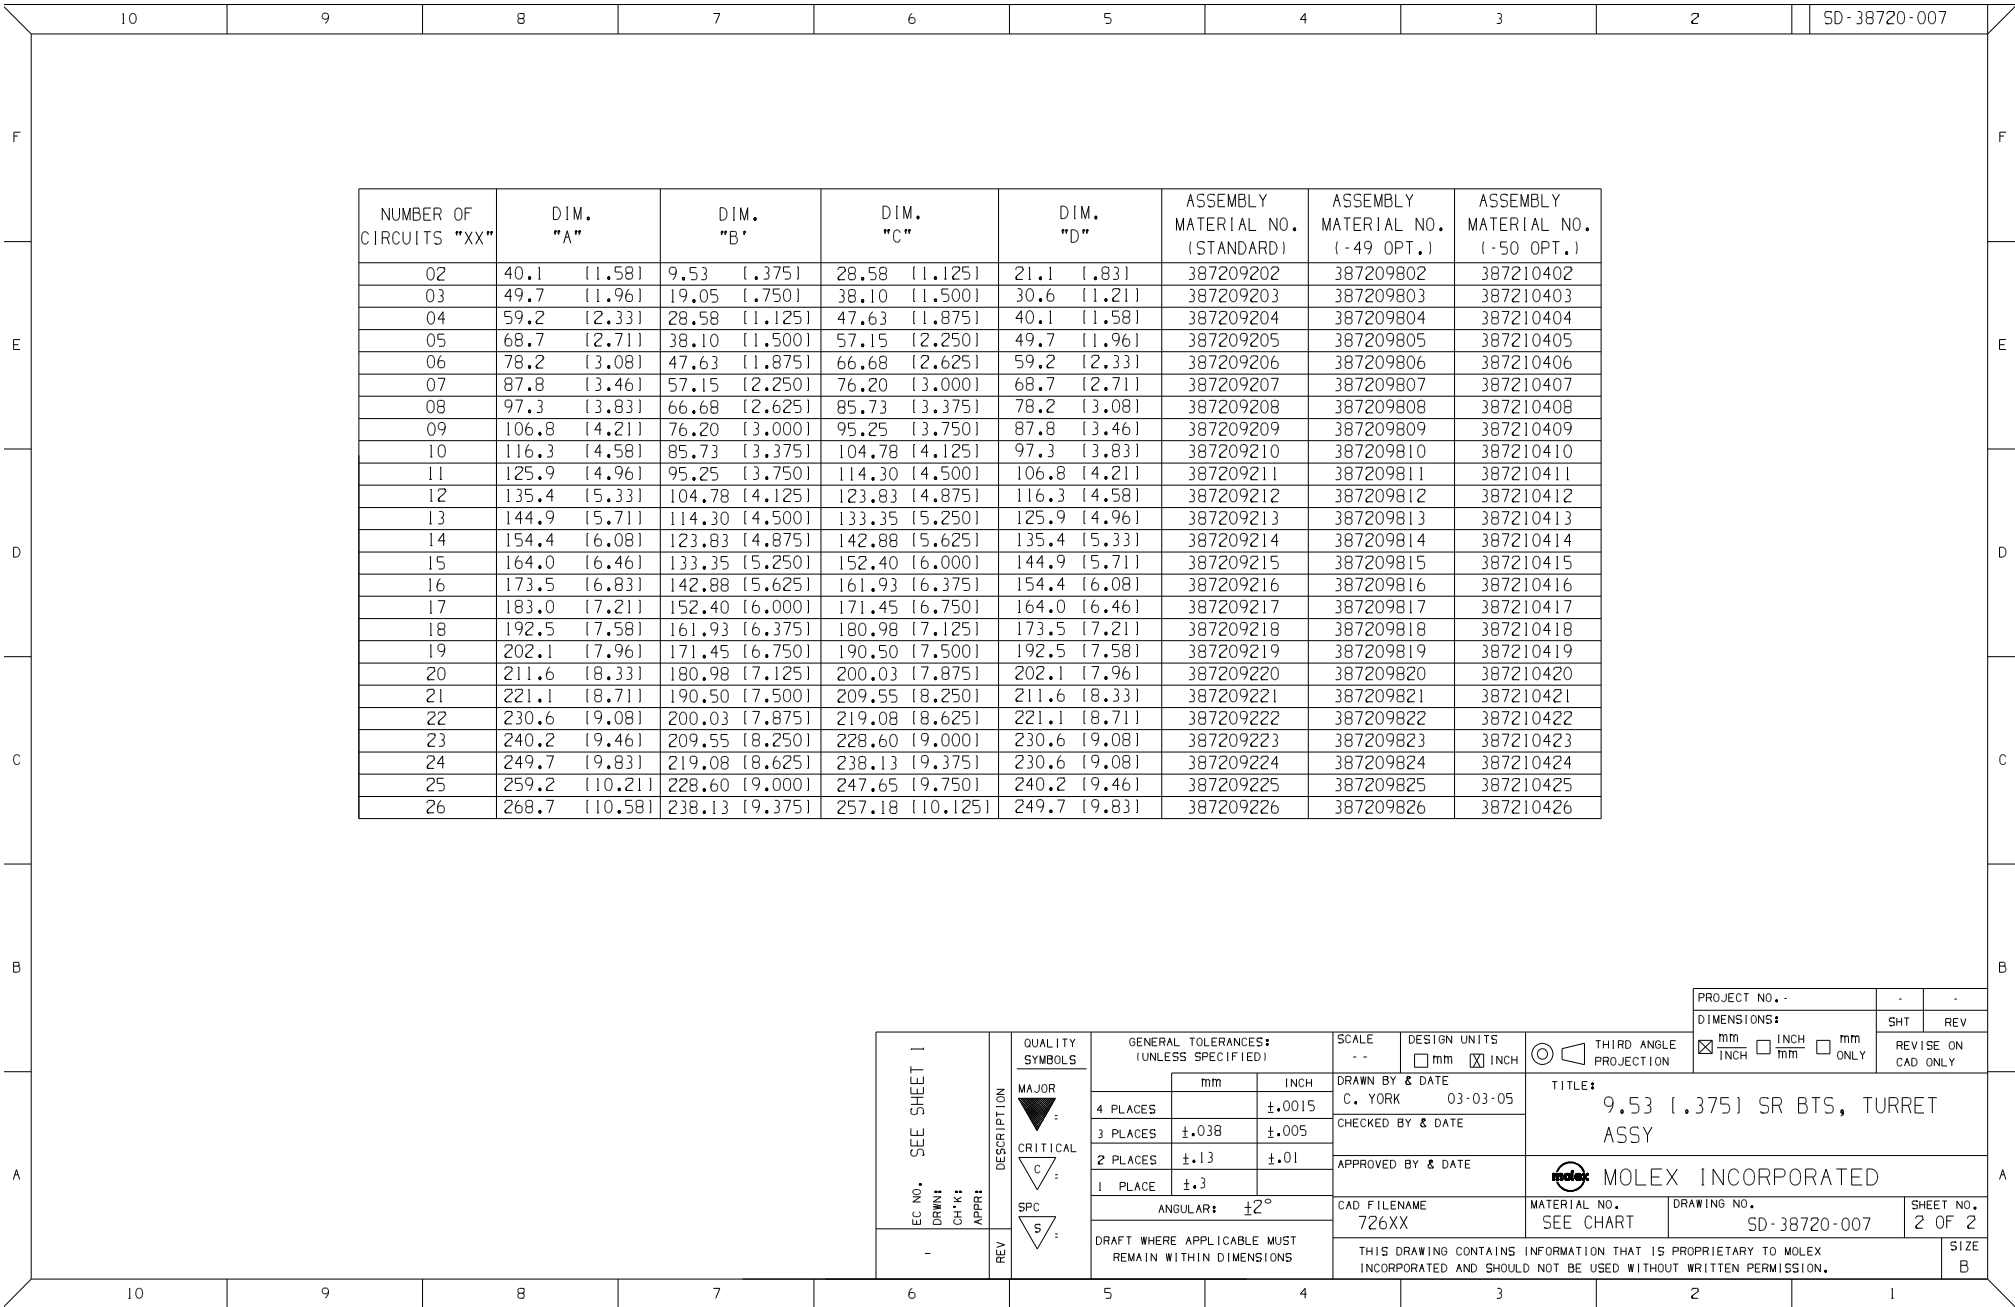 10 9 8 7 6 5 4 3 2 SD-38720-007
F F
E E
D D
C C
B B
A A
NUMBER OF CIRCUITS "XX" DIM. "A" DIM. "B' DIM. "C" DIM. "D" ASSEMBLY MATERIAL NO. (STANDARD) ASSEMBLY MATERIAL NO. (-49 OPT.) ASSEMBLY MATERIAL NO. (-50 OPT.)
02 40.1 [1.58] 9.53 [.375] 28.58 [1.125] 21.1 [.83] 387209202 387209802 387210402
03 49.7 [1.96] 19.05 [.750] 38.10 [1.500] 30.6 [1.21] 387209203 387209803 387210403
04 59.2 [2.33] 28.58 [1.125] 47.63 [1.875] 40.1 [1.58] 387209204 387209804 387210404
05 68.7 [2.71] 38.10 [1.500] 57.15 [2.250] 49.7 [1.96] 387209205 387209805 387210405
06 78.2 [3.08] 47.63 [1.875] 66.68 [2.625] 59.2 [2.33] 387209206 387209806 387210406
07 87.8 [3.46] 57.15 [2.250] 76.20 [3.000] 68.7 [2.71] 387209207 387209807 387210407
08 97.3 [3.83] 66.68 [2.625] 85.73 [3.375] 78.2 [3.08] 387209208 387209808 387210408
09 106.8 [4.21] 76.20 [3.000] 95.25 [3.750] 87.8 [3.46] 387209209 387209809 387210409
10 116.3 [4.58] 85.73 [3.375] 104.78 [4.125] 97.3 [3.83] 387209210 387209810 387210410
11 125.9 [4.96] 95.25 [3.750] 114.30 [4.500] 106.8 [4.21] 387209211 387209811 387210411
12 135.4 [5.33] 104.78 [4.125] 123.83 [4.875] 116.3 [4.58] 387209212 387209812 387210412
13 144.9 [5.71] 114.30 [4.500] 133.35 [5.250] 125.9 [4.96] 387209213 387209813 387210413
14 154.4 [6.08] 123.83 [4.875] 142.88 [5.625] 135.4 [5.33] 387209214 387209814 387210414
15 164.0 [6.46] 133.35 [5.250] 152.40 [6.000] 144.9 [5.71] 387209215 387209815 387210415
16 173.5 [6.83] 142.88 [5.625] 161.93 [6.375] 154.4 [6.08] 387209216 387209816 387210416
17 183.0 [7.21] 152.40 [6.000] 171.45 [6.750] 164.0 [6.46] 387209217 387209817 387210417
18 192.5 [7.58] 161.93 [6.375] 180.98 [7.125] 173.5 [7.21] 387209218 387209818 387210418
19 202.1 [7.96] 171.45 [6.750] 190.50 [7.500] 192.5 [7.58] 387209219 387209819 387210419
20 211.6 [8.33] 180.98 [7.125] 200.03 [7.875] 202.1 [7.96] 387209220 387209820 387210420
21 221.1 [8.71] 190.50 [7.500] 209.55 [8.250] 211.6 [8.33] 387209221 387209821 387210421
22 230.6 [9.08] 200.03 [7.875] 219.08 [8.625] 221.1 [8.71] 387209222 387209822 387210422
23 240.2 [9.46] 209.55 [8.250] 228.60 [9.000] 230.6 [9.08] 387209223 387209823 387210423
24 249.7 [9.83] 219.08 [8.625] 238.13 [9.375] 230.6 [9.08] 387209224 387209824 387210424
25 259.2 [10.21] 228.60 [9.000] 247.65 [9.750] 240.2 [9.46] 387209225 387209825 387210425
26 268.7 [10.58] 238.13 [9.375] 257.18 [10.125] 249.7 [9.83] 387209226 387209826 387210426
EC NO. SEE SHEET 1
DRWN:
CH'K:
APPR:
-
DESCRIPTION
REV
QUALITY
SYMBOLS
MAJOR
=
CRITICAL
C =
SPC
S =
GENERAL TOLERANCES:
(UNLESS SPECIFIED)
mm INCH
4 PLACES ±.0015
3 PLACES ±.038 ±.005
2 PLACES ±.13 ±.01
1 PLACE ±.3
ANGULAR: ±2°
DRAFT WHERE APPLICABLE MUST
REMAIN WITHIN DIMENSIONS
SCALE
--
DESIGN UNITS
mm X INCH
THIRD ANGLE
PROJECTION
PROJECT NO. - - -
DIMENSIONS: SHT REV
mm/INCH INCH/mm mm ONLY
REVISE ON
CAD ONLY
DRAWN BY & DATE
C. YORK 03-03-05
CHECKED BY & DATE
APPROVED BY & DATE
TITLE:
9.53 [.375] SR BTS, TURRET
ASSY
molex MOLEX INCORPORATED
CAD FILENAME
726XX
MATERIAL NO.
SEE CHART
DRAWING NO.
SD-38720-007
SHEET NO.
2 OF 2
THIS DRAWING CONTAINS INFORMATION THAT IS PROPRIETARY TO MOLEX
INCORPORATED AND SHOULD NOT BE USED WITHOUT WRITTEN PERMISSION.
SIZE
B
10 9 8 7 6 5 4 3 2 1